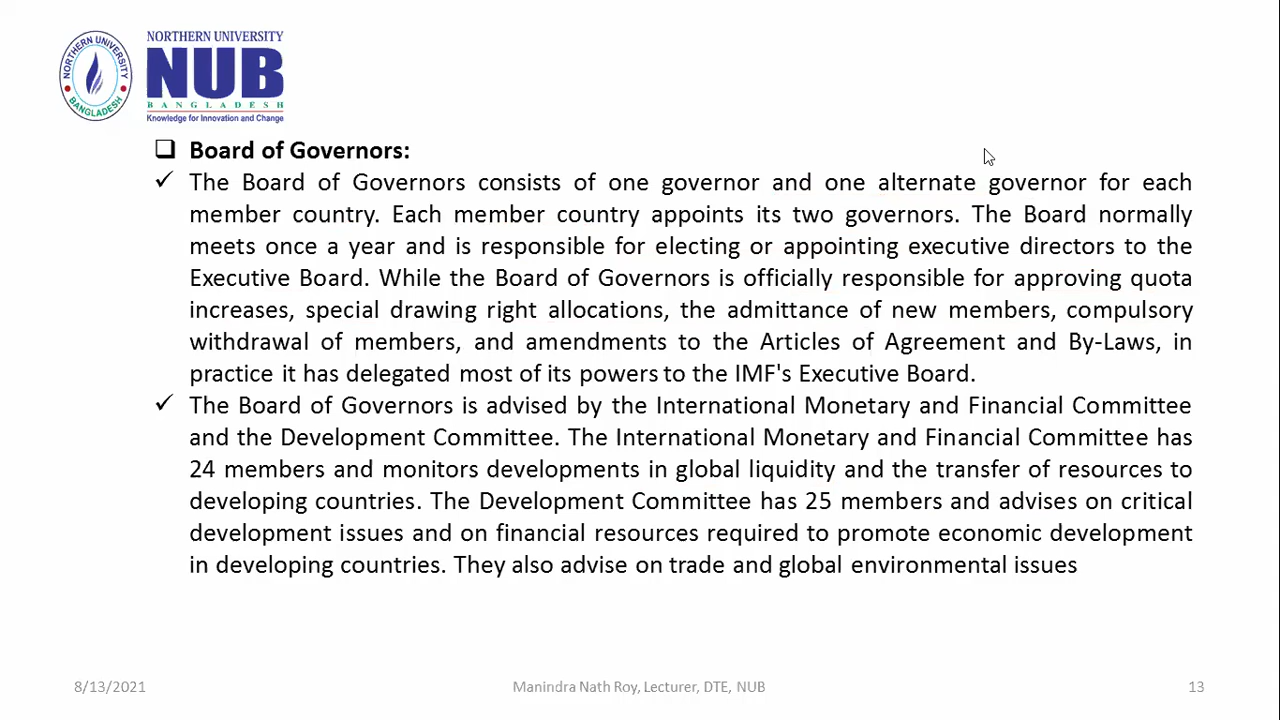 NORTHERN UNIVERSITY
BANGLADESH
NORTHERN UNIVERSITY
NUB
BANGLADESH
Knowledge for Innovation and Change
❑ Board of Governors:
✓ The Board of Governors consists of one governor and one alternate governor for each
member country. Each member country appoints its two governors. The Board normally
meets once a year and is responsible for electing or appointing executive directors to the
Executive Board. While the Board of Governors is officially responsible for approving quota
increases, special drawing right allocations, the admittance of new members, compulsory
withdrawal of members, and amendments to the Articles of Agreement and By-Laws, in
practice it has delegated most of its powers to the IMF's Executive Board.
✓ The Board of Governors is advised by the International Monetary and Financial Committee
and the Development Committee. The International Monetary and Financial Committee has
24 members and monitors developments in global liquidity and the transfer of resources to
developing countries. The Development Committee has 25 members and advises on critical
development issues and on financial resources required to promote economic development
in developing countries. They also advise on trade and global environmental issues
8/13/2021
Manindra Nath Roy, Lecturer, DTE, NUB
13